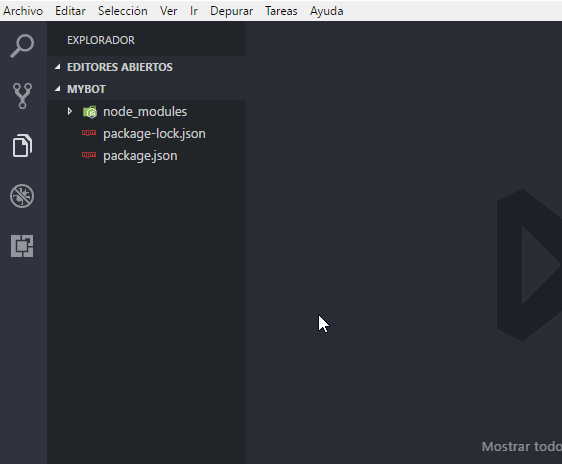 Archivo Editar Selección Ver Ir Depurar Tareas Ayuda
EXPLORADOR
EDITORES ABIERTOS
MYBOT
node_modules
package-lock.json
package.json
Mostrar todo